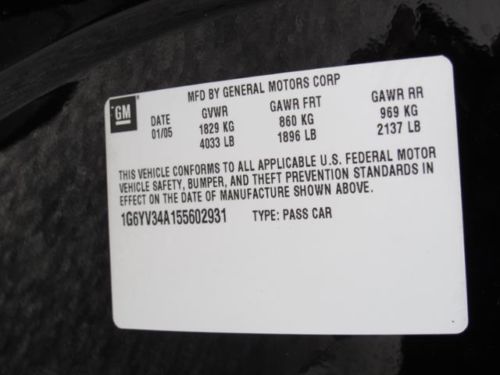 MFD BY GENERAL MOTORS CORP
GM DATE GVWR GAWR FRT GAWR RR
01/05 1829 KG 860 KG 969 KG
4033 LB 1896 LB 2137 LB
THIS VEHICLE CONFORMS TO ALL APPLICABLE U.S. FEDERAL MOTOR
VEHICLE SAFETY, BUMPER, AND THEFT PREVENTION STANDARDS IN
EFFECT ON THE DATE OF MANUFACTURE SHOWN ABOVE.
1G6YV34A155602931 TYPE: PASS CAR